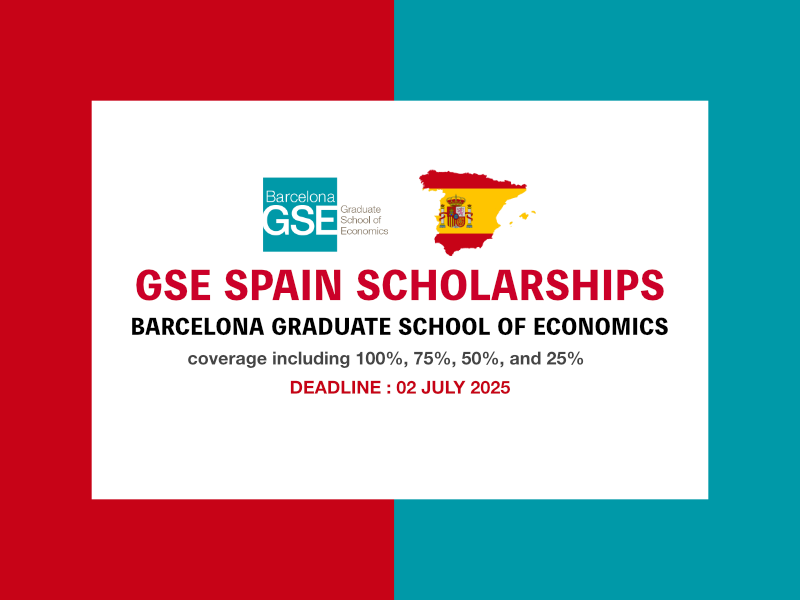 Barcelona
GSE
Graduate
School of
Economics
GSE SPAIN SCHOLARSHIPS
BARCELONA GRADUATE SCHOOL OF ECONOMICS
coverage including 100%, 75%, 50%, and 25%
DEADLINE : 02 JULY 2025